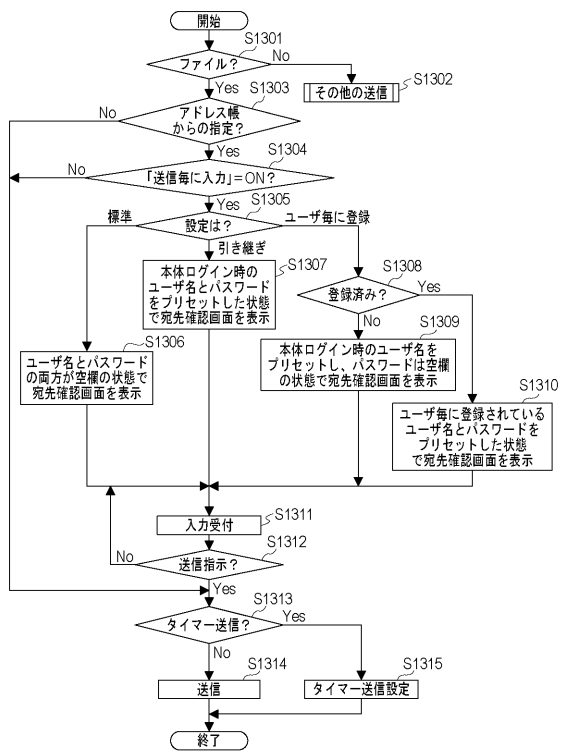 開始
S1301
ファイル？
No
Yes
S1302
その他の送信
S1303
アドレス帳
からの指定？
No
Yes
S1304
「送信毎に入力」＝ON？
No
Yes
S1305
設定は？
標準
引き継ぎ
ユーザ毎に登録
S1307
本体ログイン時の
ユーザ名とパスワード
をプリセットした状態
で宛先確認画面を表示
S1308
登録済み？
Yes
No
S1306
ユーザ名とパスワード
の両方が空欄の状態で
宛先確認画面を表示
S1309
本体ログイン時のユーザ名を
プリセットし、パスワードは空欄
の状態で宛先確認画面を表示
S1310
ユーザ毎に登録されている
ユーザ名とパスワードを
プリセットした状態
で宛先確認画面を表示
S1311
入力受付
S1312
送信指示？
No
Yes
S1313
タイマー送信？
Yes
No
S1314
送信
S1315
タイマー送信設定
終了